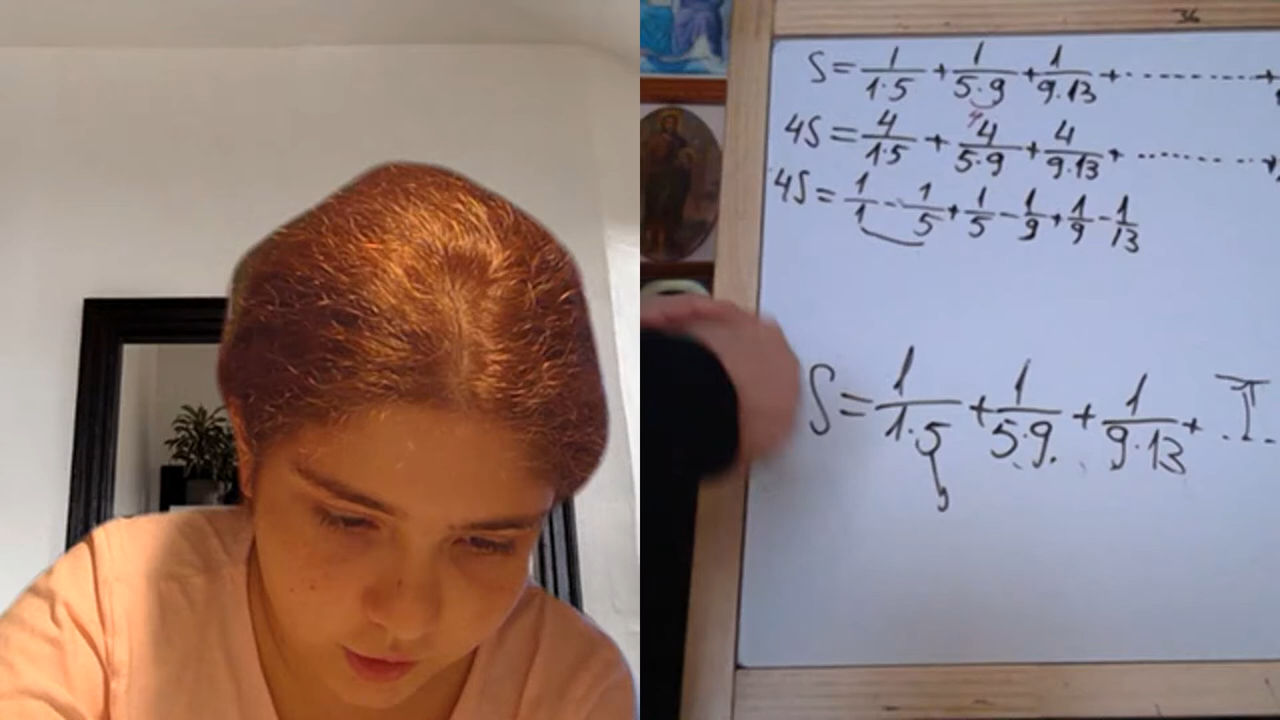 36
S = 1/1·5 + 1/5·9 + 1/9·13 + ---------- +
4S = 4/1·5 + 4/5·9 + 4/9·13 + ---------- +
4S = 1/1 - 1/5 + 1/5 - 1/9 + 1/9 - 1/13
S = 1/1·5 + 1/5·9 + 1/9·13 + . .